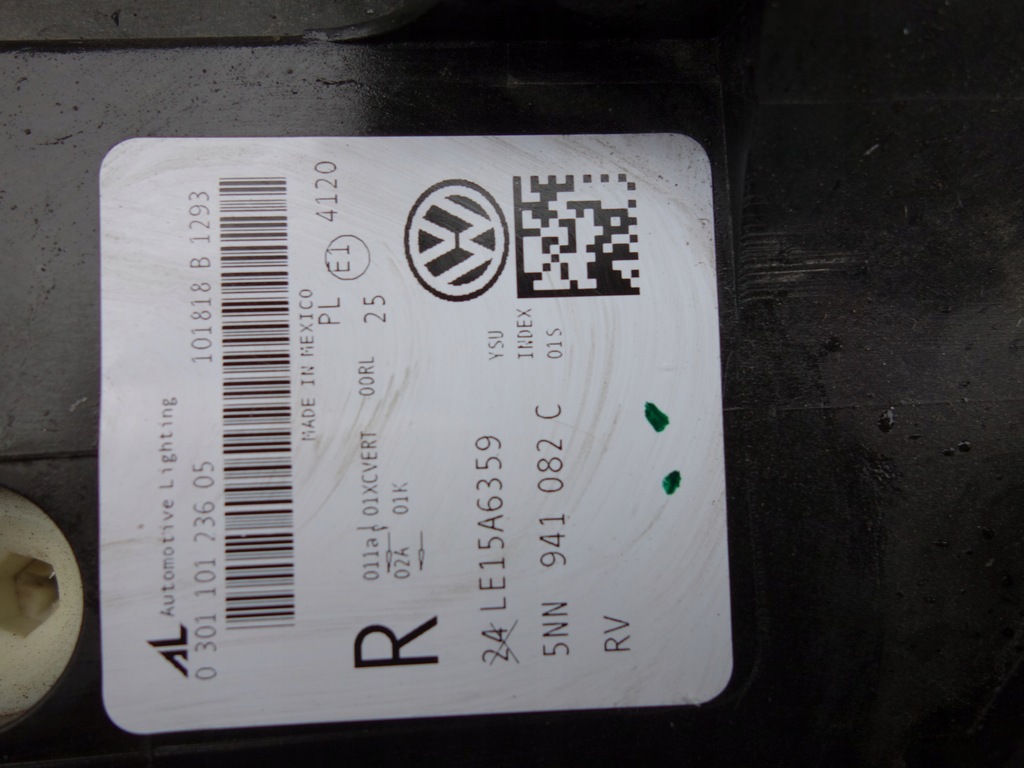 AL Automotive Lighting
0 301 101 236 05 101818 B 1293
MADE IN MEXICO
PL E1 4120
R 011a 01XCVERT 00RL 25
02A 01K
24 LE15A6359 YSU
5NN 941 082 C INDEX
01S
RV